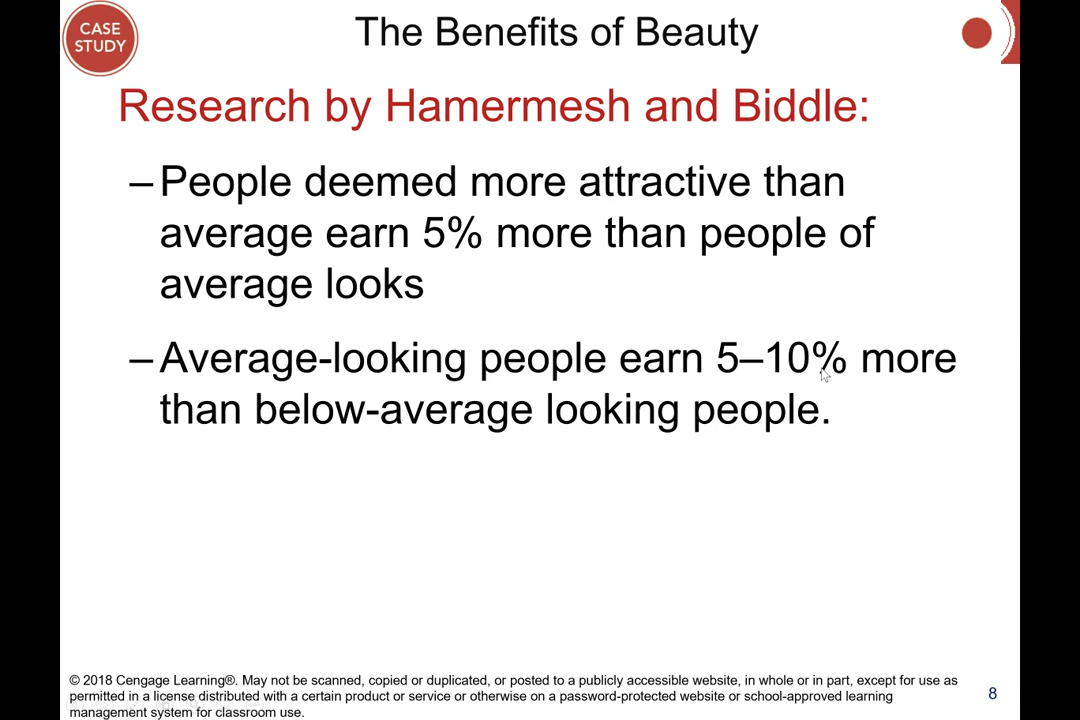 CASE
STUDY
The Benefits of Beauty
Research by Hamermesh and Biddle:
–People deemed more attractive than
average earn 5% more than people of
average looks
–Average-looking people earn 5–10% more
than below-average looking people.
© 2018 Cengage Learning®. May not be scanned, copied or duplicated, or posted to a publicly accessible website, in whole or in part, except for use as
permitted in a license distributed with a certain product or service or otherwise on a password-protected website or school-approved learning
management system for classroom use.
8